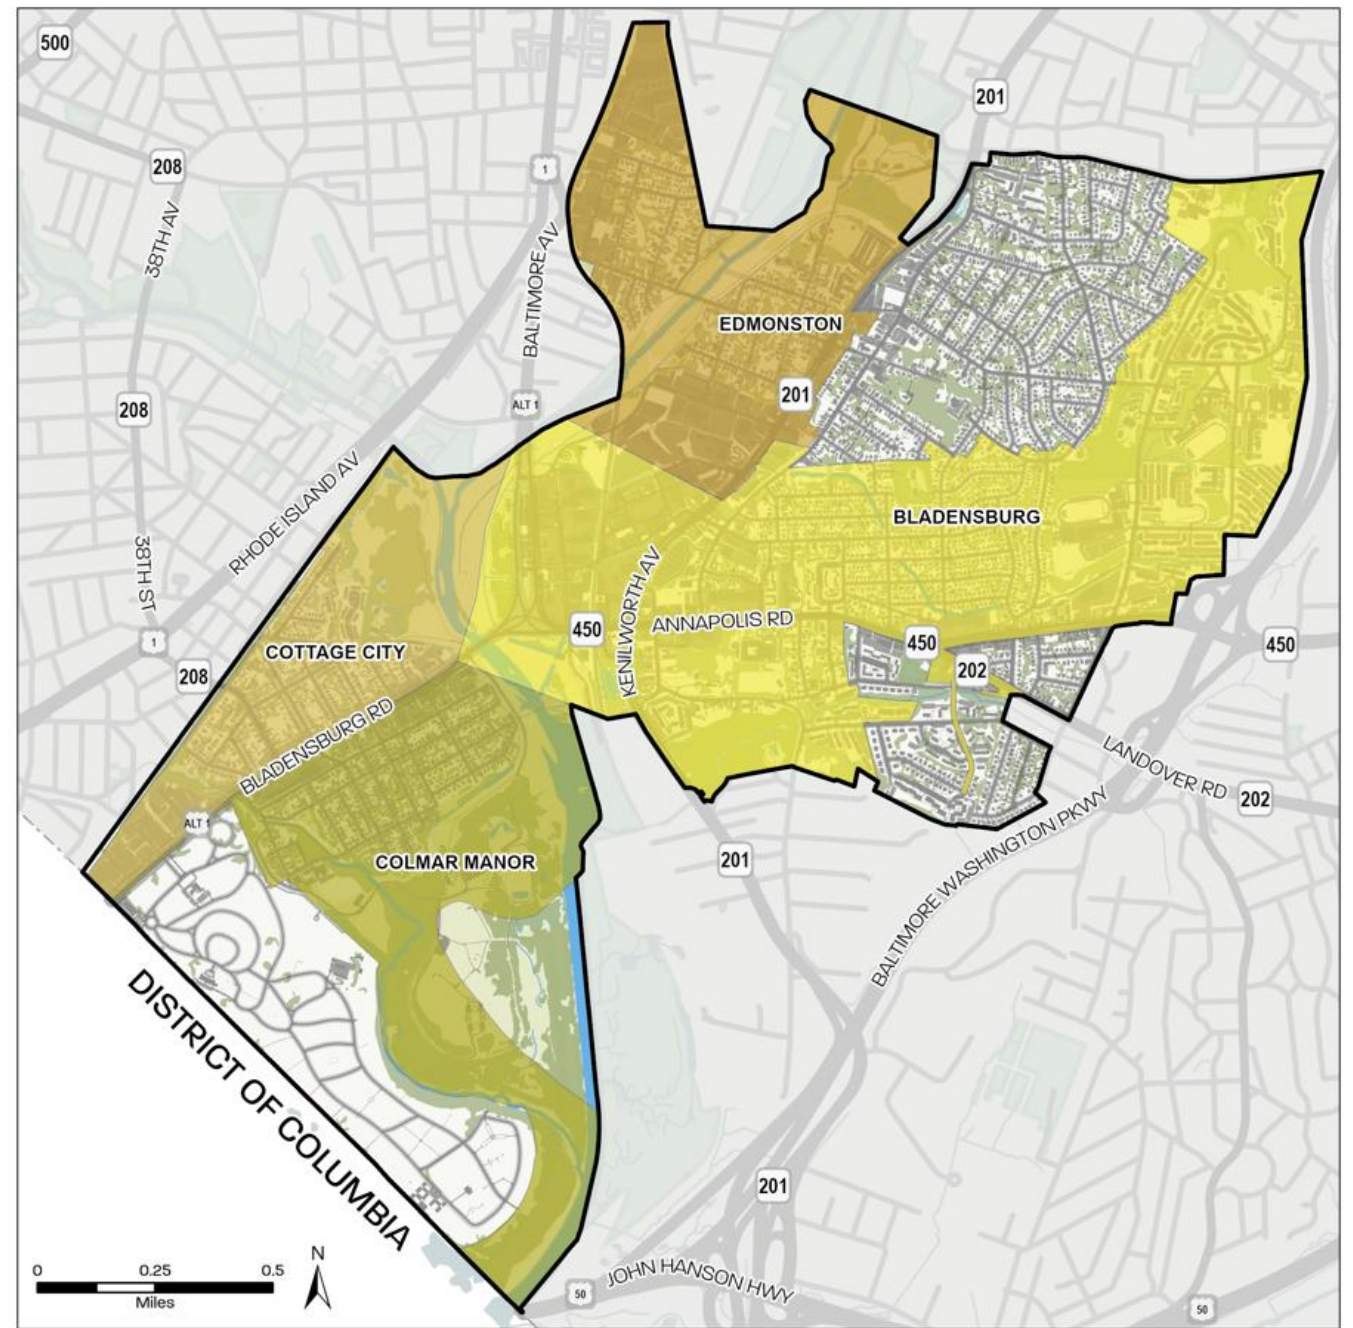 500
201
208
1
38TH AV
BALTIMORE AV
EDMONSTON
201
208
ALT 1
RHODE ISLAND AV
BLADENSBURG
38TH ST
KENILWORTH AV
450
ANNAPOLIS RD
1
208
COTTAGE CITY
450
202
450
BLADENSBURG RD
LANDOVER RD
202
ALT 1
COLMAR MANOR
201
BALTIMORE WASHINGTON PKWY
DISTRICT OF COLUMBIA
201
N
0 0.25 0.5
Miles
JOHN HANSON HWY
50
50